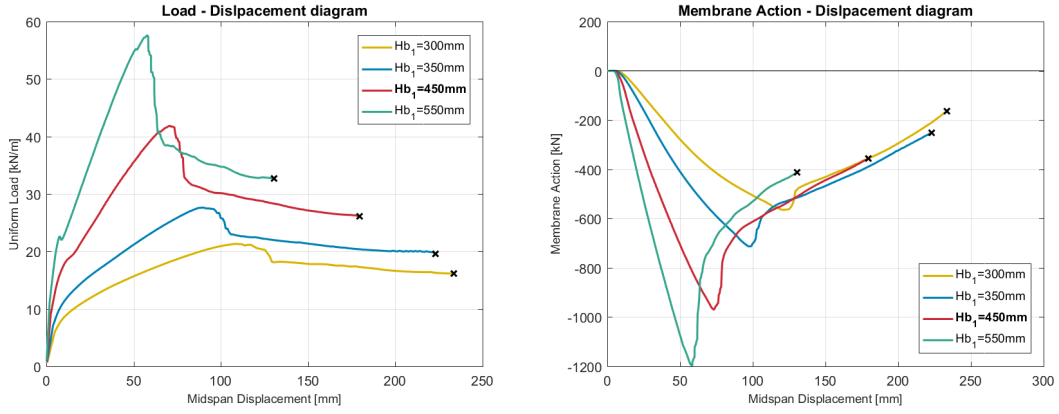 Load - Dislpacement diagram
60
50
40
30
20
10
0
0
50
100
150
200
250
Uniform Load [kN/m]
Midspan Displacement [mm]
Hb1=300mm
Hb1=350mm
Hb1=450mm
Hb1=550mm
Membrane Action - Dislpacement diagram
200
0
-200
-400
-600
-800
-1000
-1200
0
50
100
150
200
250
300
Membrane Action [kN]
Midspan Displacement [mm]
Hb1=300mm
Hb1=350mm
Hb1=450mm
Hb1=550mm